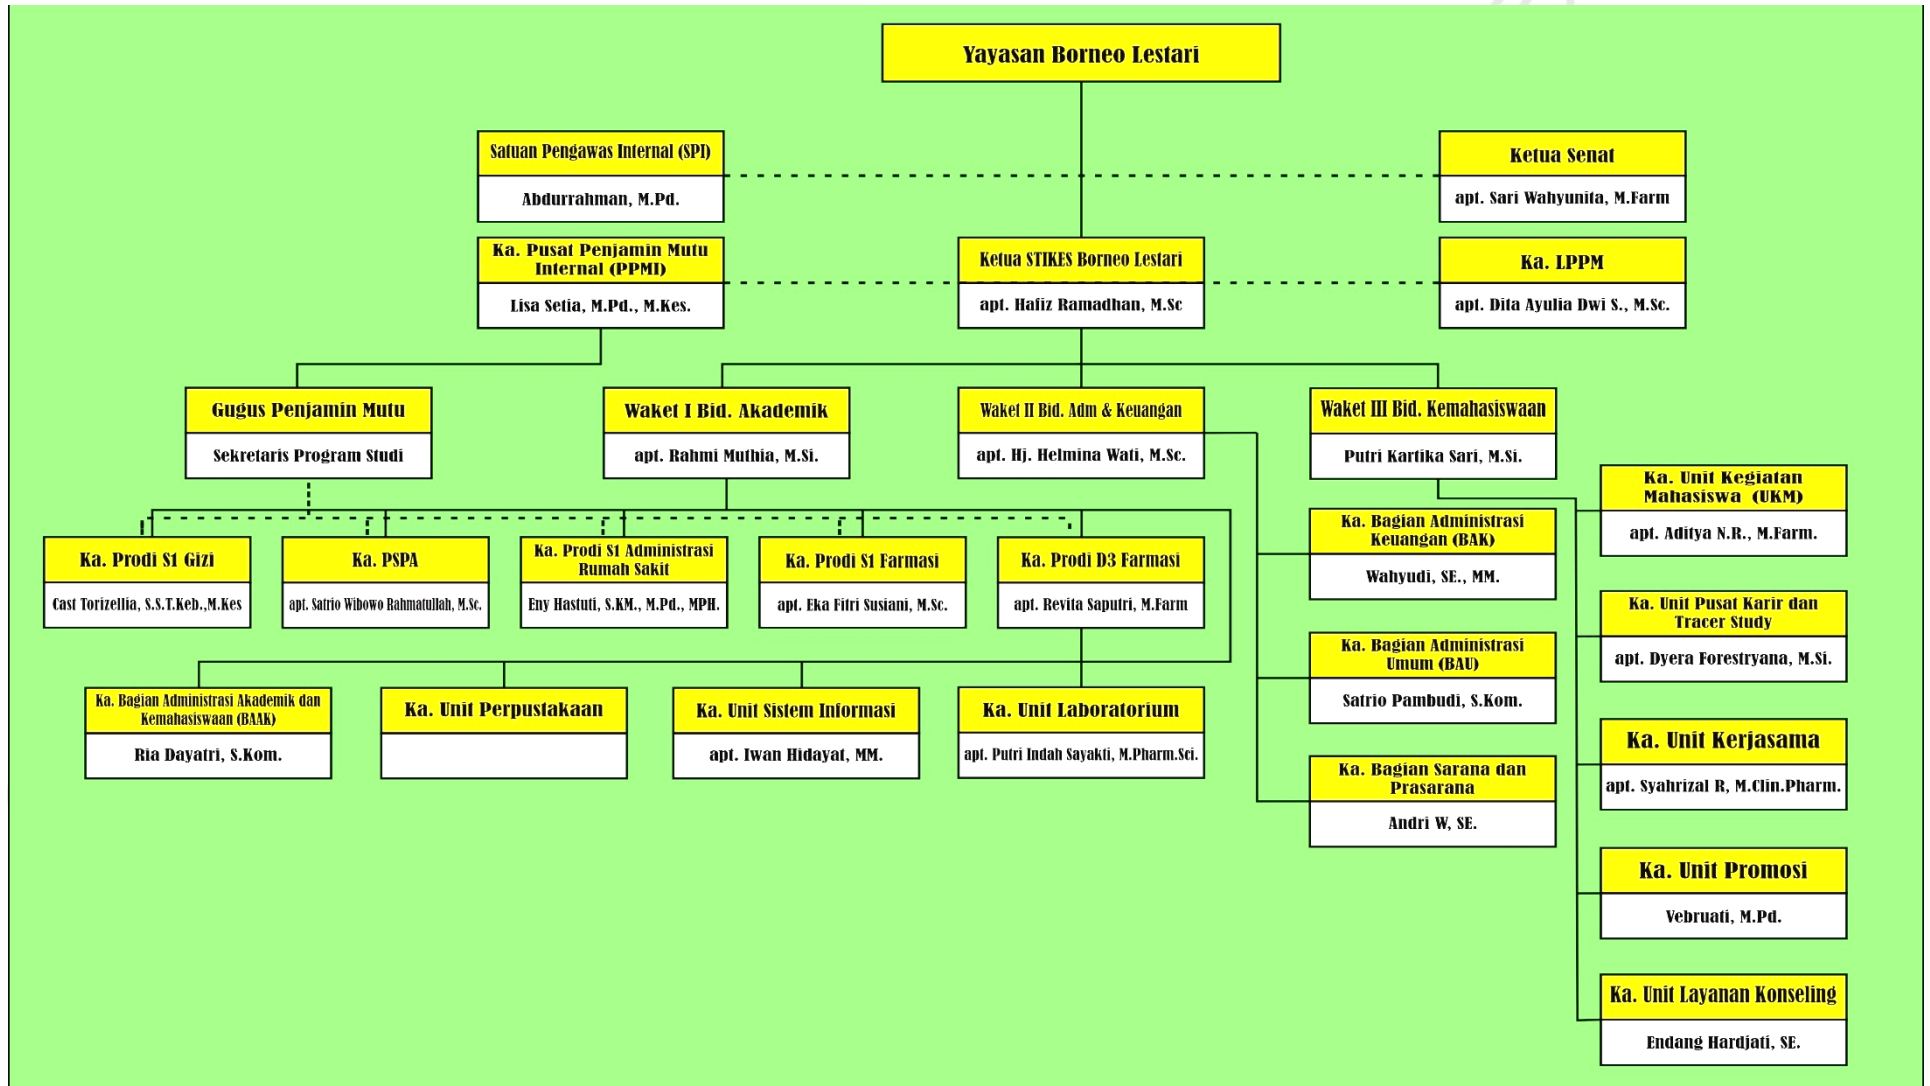 Yayasan Borneo Lestari
Satuan Pengawas Internal (SPI)
Abdurrahman, M.Pd.
Ketua Senat
apt. Sari Wahyunita, M.Farm
Ka. Pusat Penjamin Mutu
Internal (PPMI)
Lisa Setia, M.Pd., M.Kes.
Ketua STIKES Borneo Lestari
apt. Hafiz Ramadhan, M.Sc
Ka. LPPM
apt. Dita Ayulia Dwi S., M.Sc.
Gugus Penjamin Mutu
Sekretaris Program Studi
Waket I Bid. Akademik
apt. Rahmi Muthia, M.Si.
Waket II Bid. Adm & Keuangan
apt. Hj. Helmina Wati, M.Sc.
Waket III Bid. Kemahasiswaan
Putri Kartika Sari, M.Si.
Ka. Prodi S1 Gizi
Cast Torizellia, S.S.T.Keb.,M.Kes
Ka. PSPA
apt. Satrio Wibowo Rahmatullah, M.Sc.
Ka. Prodi S1 Administrasi
Rumah Sakit
Eny Hastuti, S.KM., M.Pd., MPH.
Ka. Prodi S1 Farmasi
apt. Eka Fitri Susiani, M.Sc.
Ka. Prodi D3 Farmasi
apt. Revita Saputri, M.Farm
Ka. Bagian Administrasi Akademik dan
Kemahasiswaan (BAAK)
Ria Dayatri, S.Kom.
Ka. Unit Perpustakaan
Ka. Unit Sistem Informasi
apt. Iwan Hidayat, MM.
Ka. Unit Laboratorium
apt. Putri Indah Sayakti, M.Pharm.Sci.
Ka. Bagian Administrasi
Keuangan (BAK)
Wahyudi, SE., MM.
Ka. Bagian Administrasi
Umum (BAU)
Satrio Pambudi, S.Kom.
Ka. Bagian Sarana dan
Prasarana
Andri W, SE.
Ka. Unit Kegiatan
Mahasiswa (UKM)
apt. Aditya N.R., M.Farm.
Ka. Unit Pusat Karir dan
Tracer Study
apt. Dyera Forestryana, M.Si.
Ka. Unit Kerjasama
apt. Syahrizal R, M.Clin.Pharm.
Ka. Unit Promosi
Vebruati, M.Pd.
Ka. Unit Layanan Konseling
Endang Hardjati, SE.